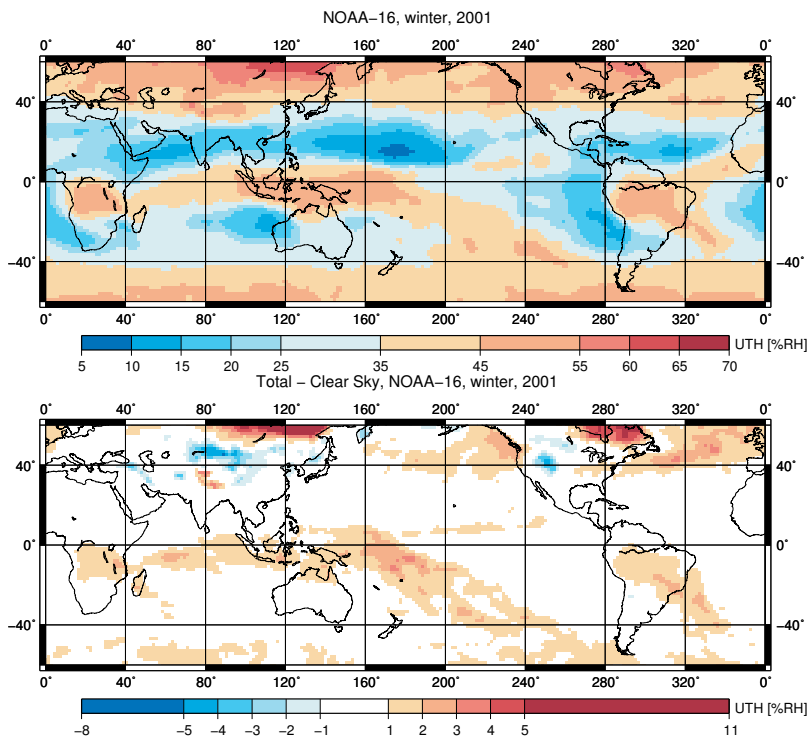 NOAA−16, winter, 2001
0˚ 40˚ 80˚ 120˚ 160˚ 200˚ 240˚ 280˚ 320˚ 0˚
40˚ 40˚
0˚ 0˚
−40˚ −40˚
0˚ 40˚ 80˚ 120˚ 160˚ 200˚ 240˚ 280˚ 320˚ 0˚
UTH [%RH]
5 10 15 20 25 35 45 55 60 65 70
Total − Clear Sky, NOAA−16, winter, 2001
0˚ 40˚ 80˚ 120˚ 160˚ 200˚ 240˚ 280˚ 320˚ 0˚
40˚ 40˚
0˚ 0˚
−40˚ −40˚
0˚ 40˚ 80˚ 120˚ 160˚ 200˚ 240˚ 280˚ 320˚ 0˚
UTH [%RH]
−8 −5 −4 −3 −2 −1 1 2 3 4 5 11